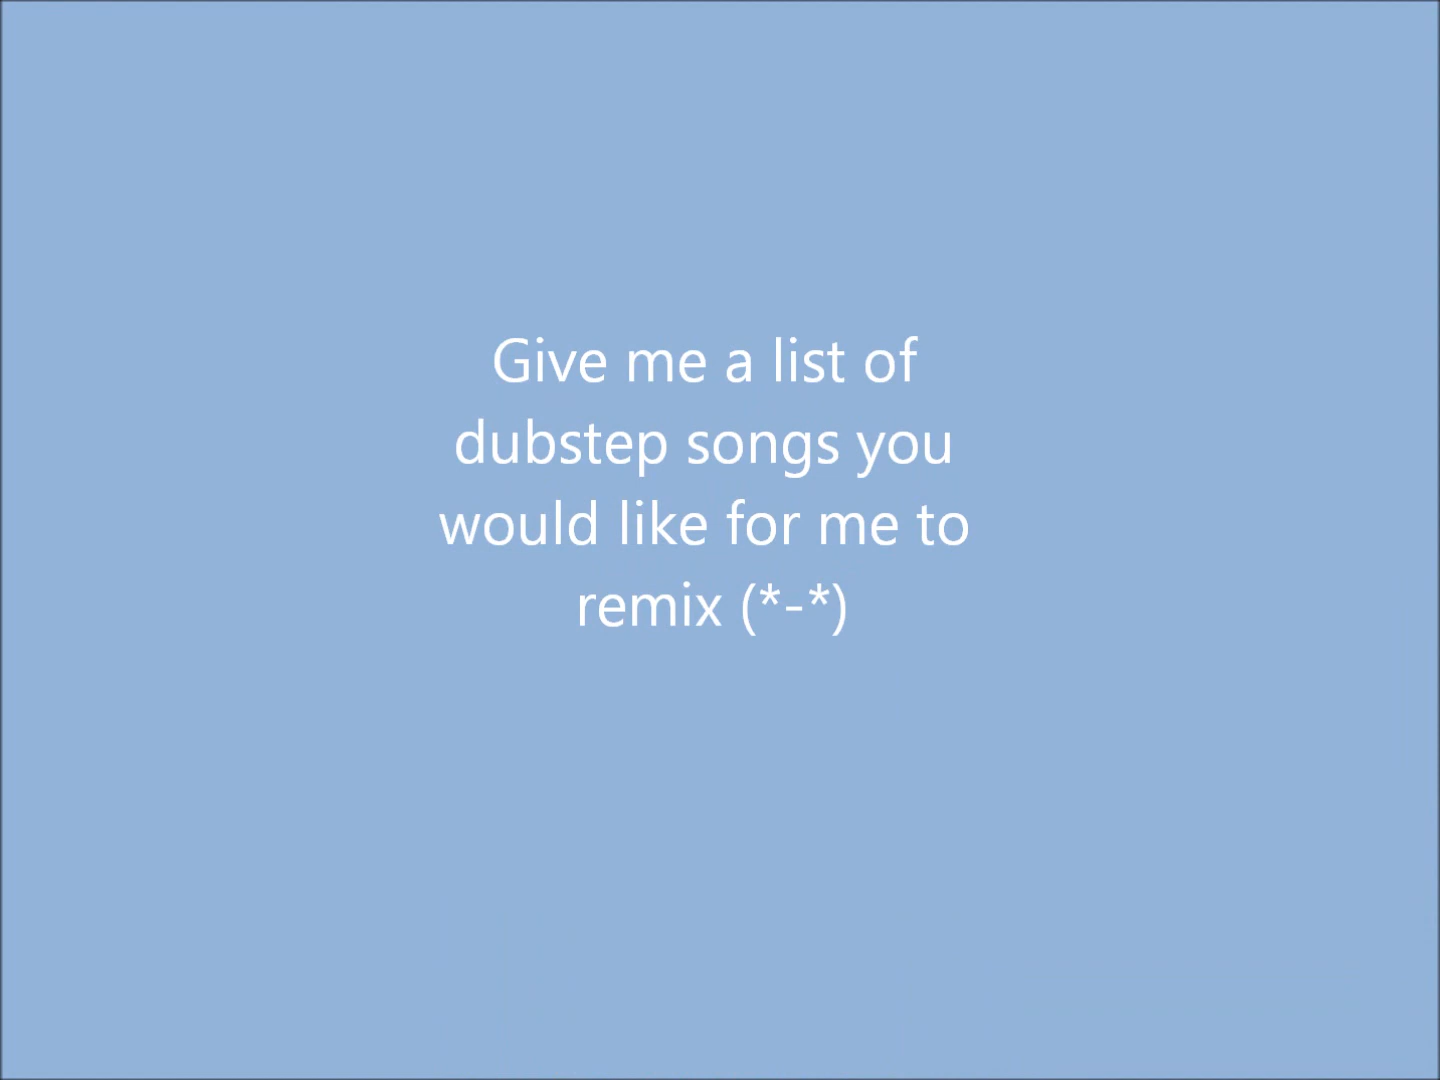 Give me a list of
dubstep songs you
would like for me to
remix (*-*)